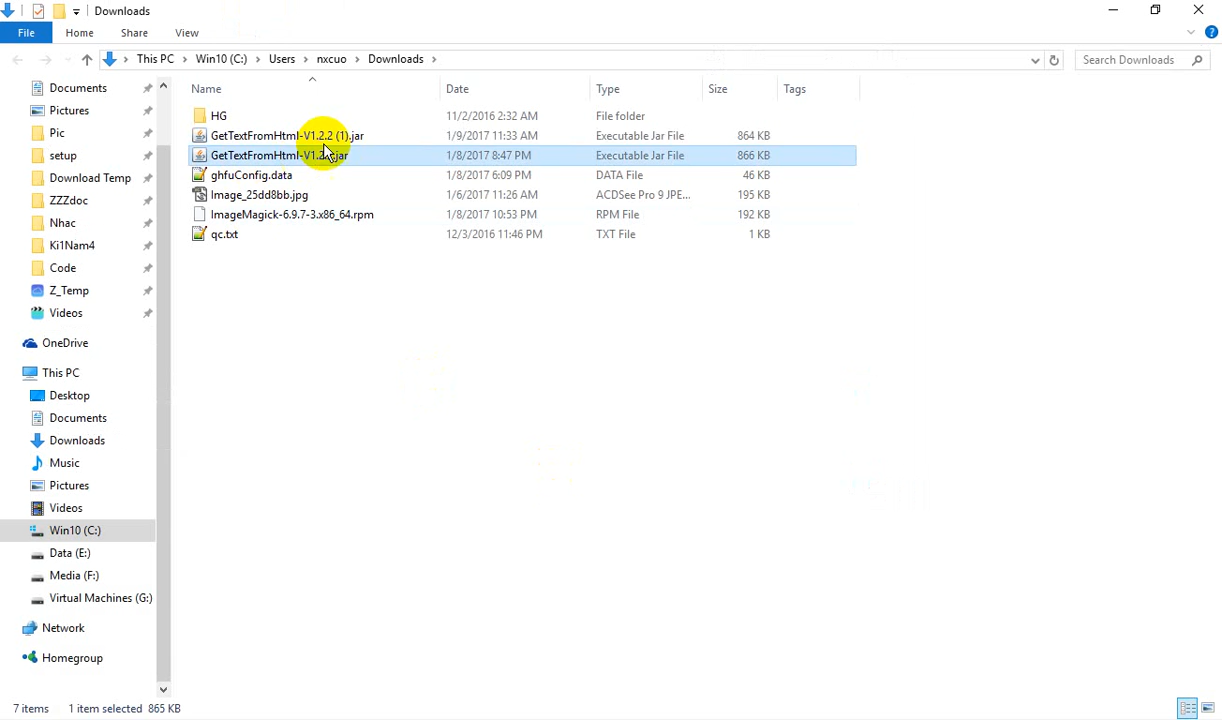 Downloads
File Home Share View
This PC Win10 (C:) Users nxcuo Downloads Search Downloads
Name Date Type Size Tags
HG 11/2/2016 2:32 AM File folder
GetTextFromHtml-V1.2.2 (1).jar 1/9/2017 11:33 AM Executable Jar File 864 KB
GetTextFromHtml-V1.2 jar 1/8/2017 8:47 PM Executable Jar File 866 KB
ghfuConfig.data 1/8/2017 6:09 PM DATA File 46 KB
Image_25dd8bb.jpg 1/6/2017 11:26 AM ACDSee Pro 9 JPE... 195 KB
ImageMagick-6.9.7-3.x86_64.rpm 1/8/2017 10:53 PM RPM File 192 KB
qc.txt 12/3/2016 11:46 PM TXT File 1 KB
Documents
Pictures
Pic
setup
Download Temp
ZZZdoc
Nhac
Ki1Nam4
Code
Z_Temp
Videos
OneDrive
This PC
Desktop
Documents
Downloads
Music
Pictures
Videos
Win10 (C:)
Data (E:)
Media (F:)
Virtual Machines (G:)
Network
Homegroup
7 items 1 item selected 865 KB